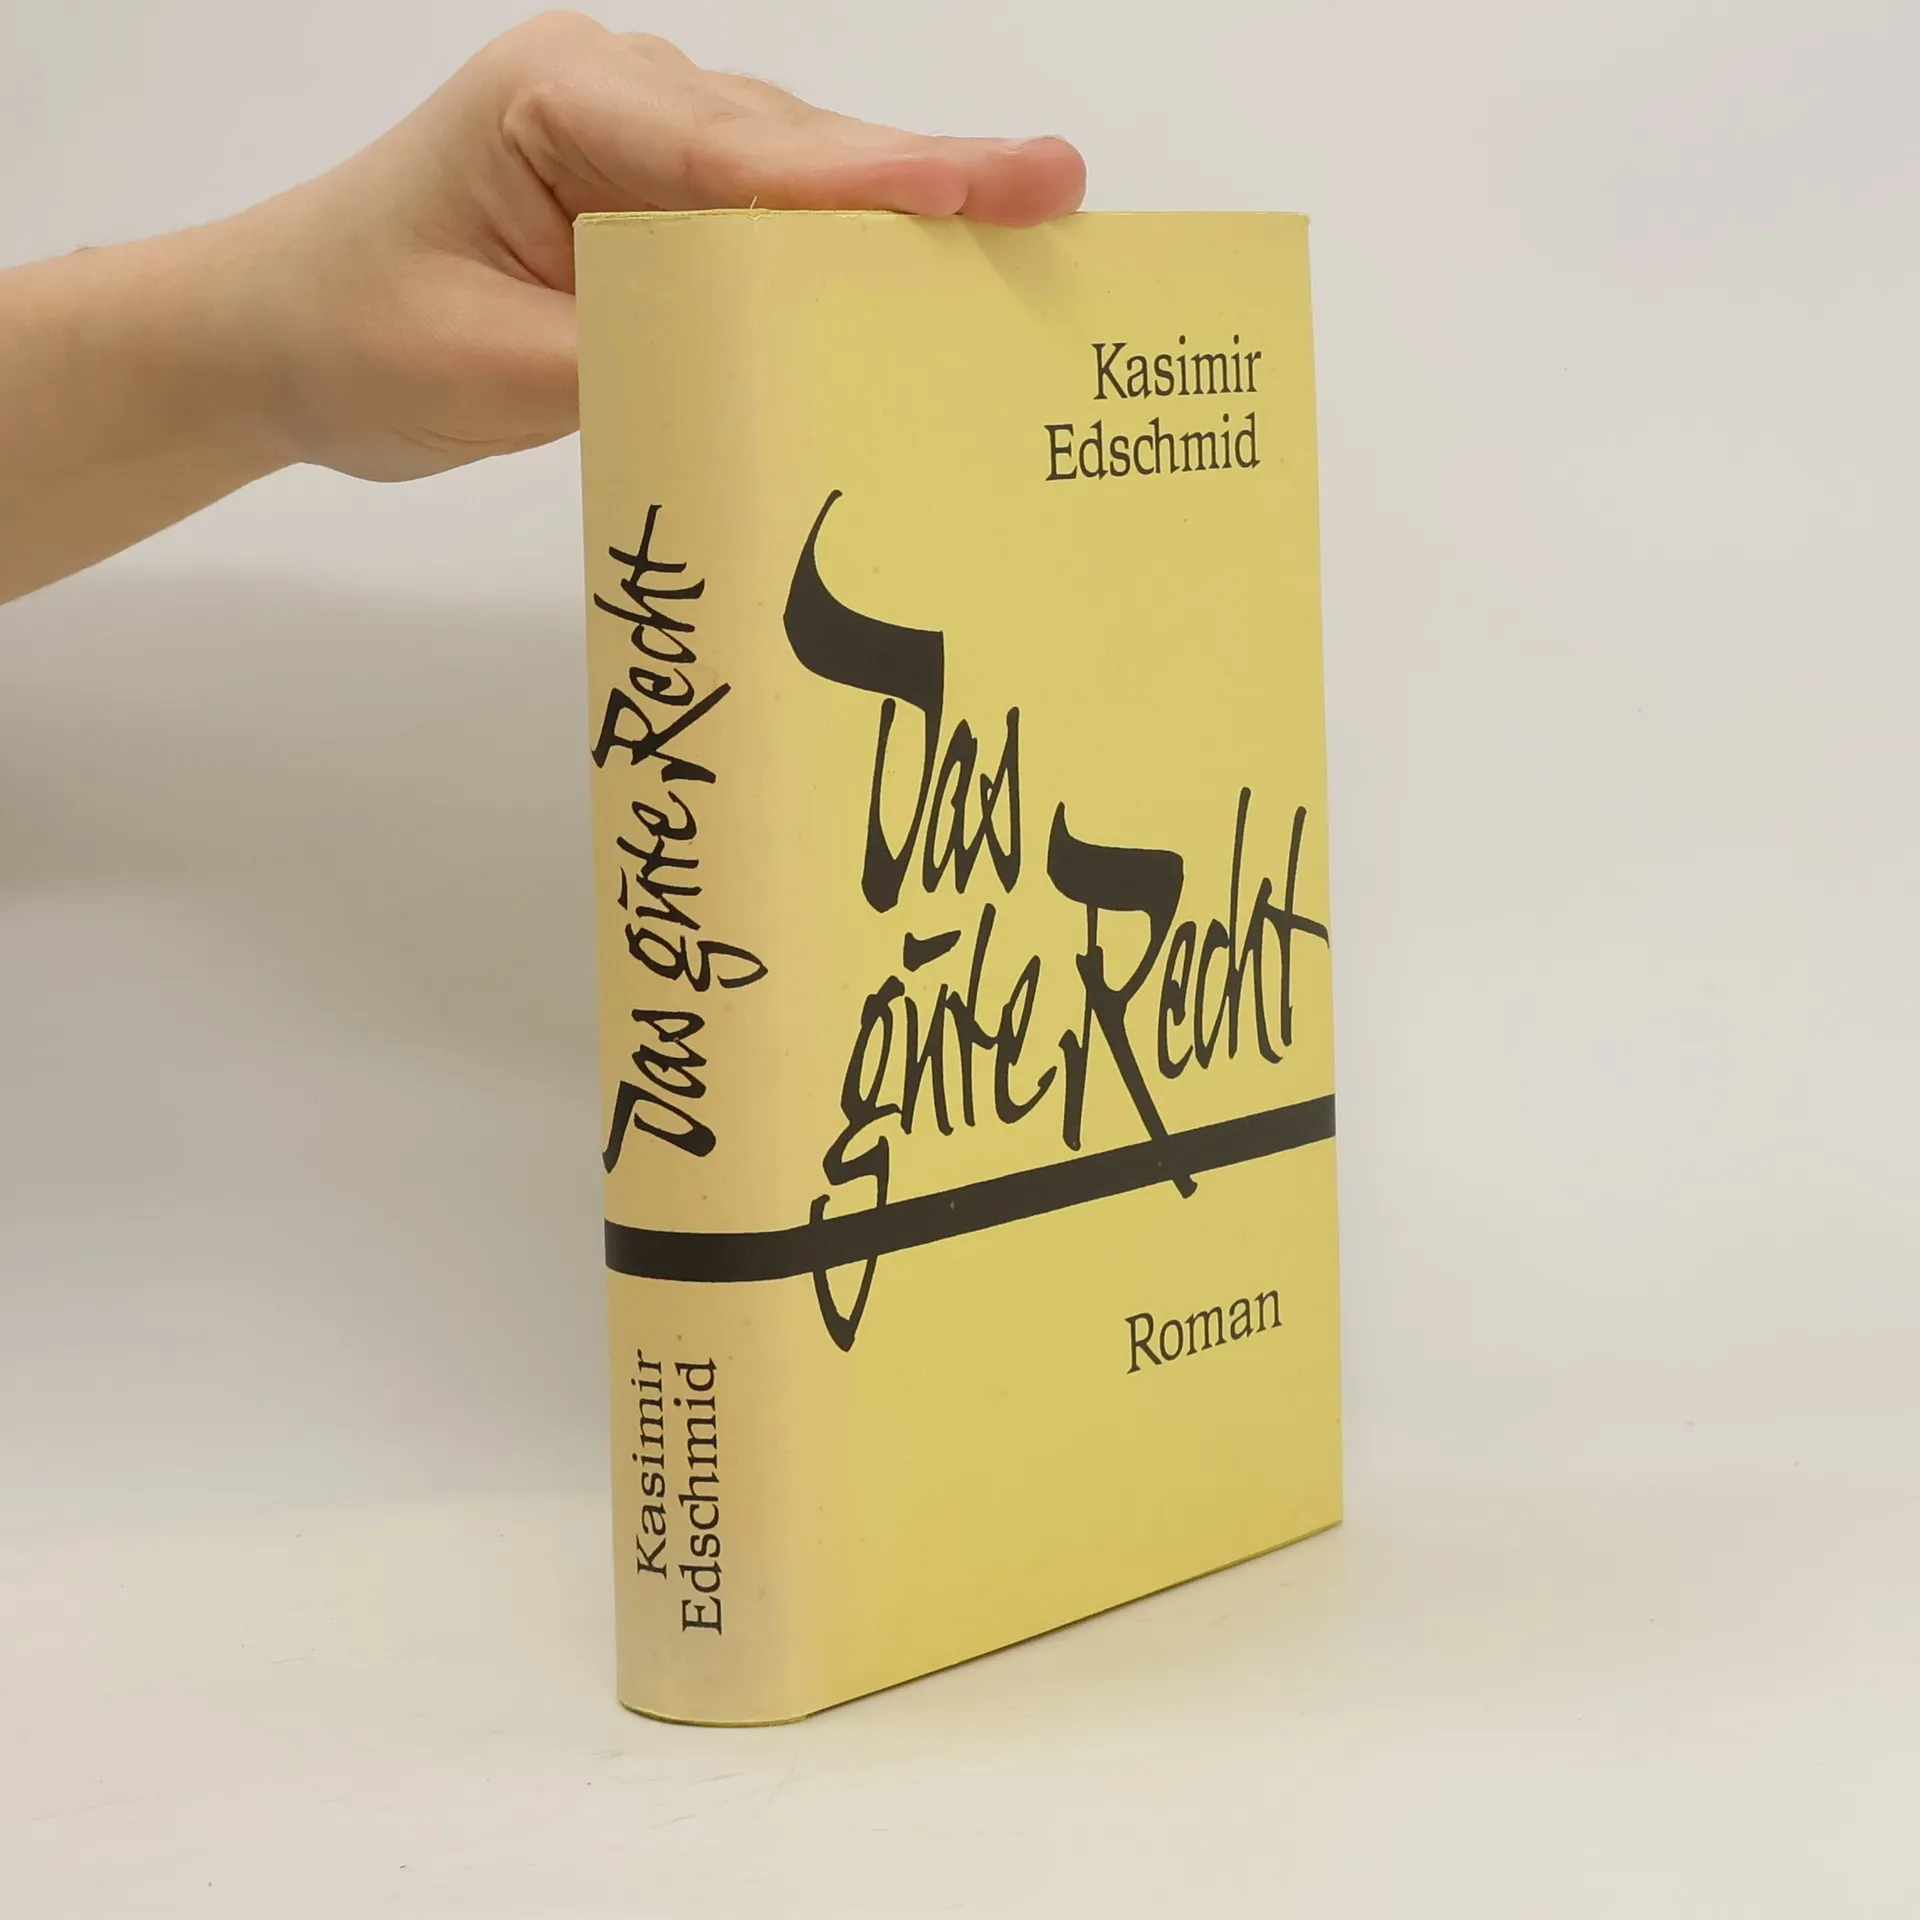 Kasimir
Edschmid
Das
gute Recht
Roman
Das gute Recht
Kasimir
Edschmid